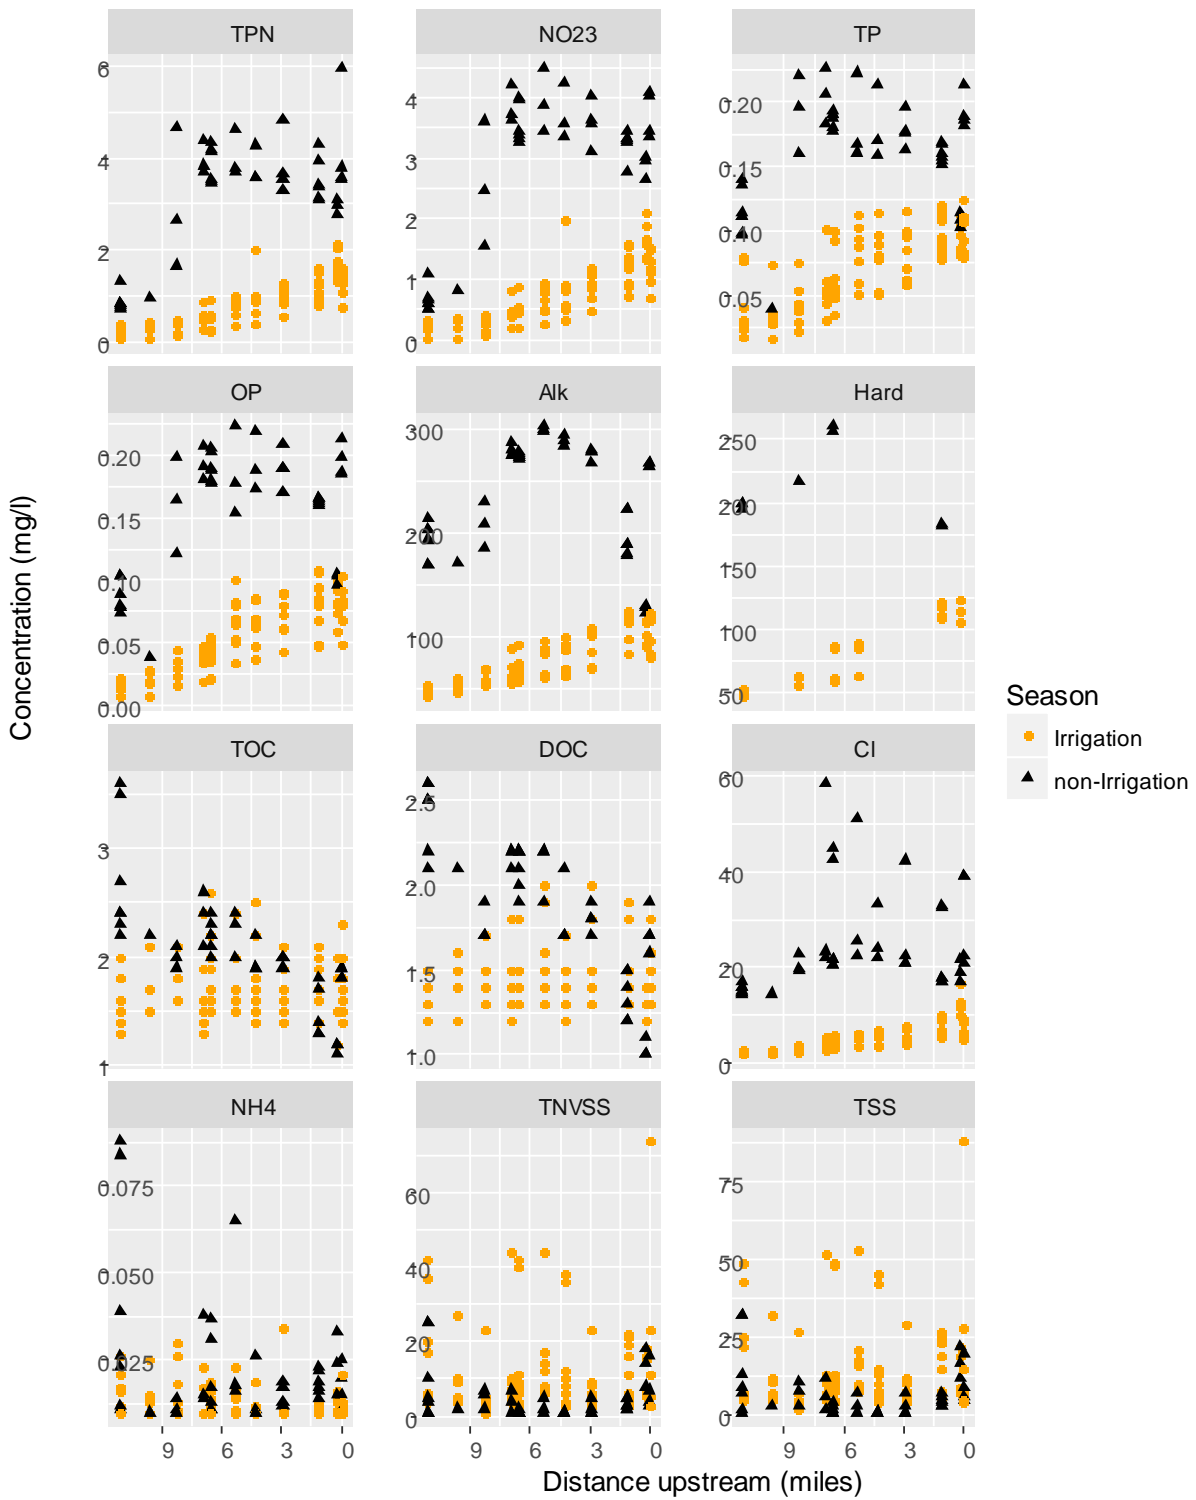 TPN NO23 TP
6 4 2 0
4 3 2 1 0
0.20 0.15 0.10 0.05
OP Alk Hard
0.20 0.15 0.10 0.05 0.00
300 200 100
250 200 150 100 50
Concentration (mg/l)
TOC DOC Cl
3 2 1
2.5 2.0 1.5 1.0
60 40 20 0
NH4 TNVSS TSS
0.075 0.050 0.025
60 40 20 0
75 50 25 0
9 6 3 0 9 6 3 0 9 6 3 0
Distance upstream (miles)
Season
Irrigation
non-Irrigation